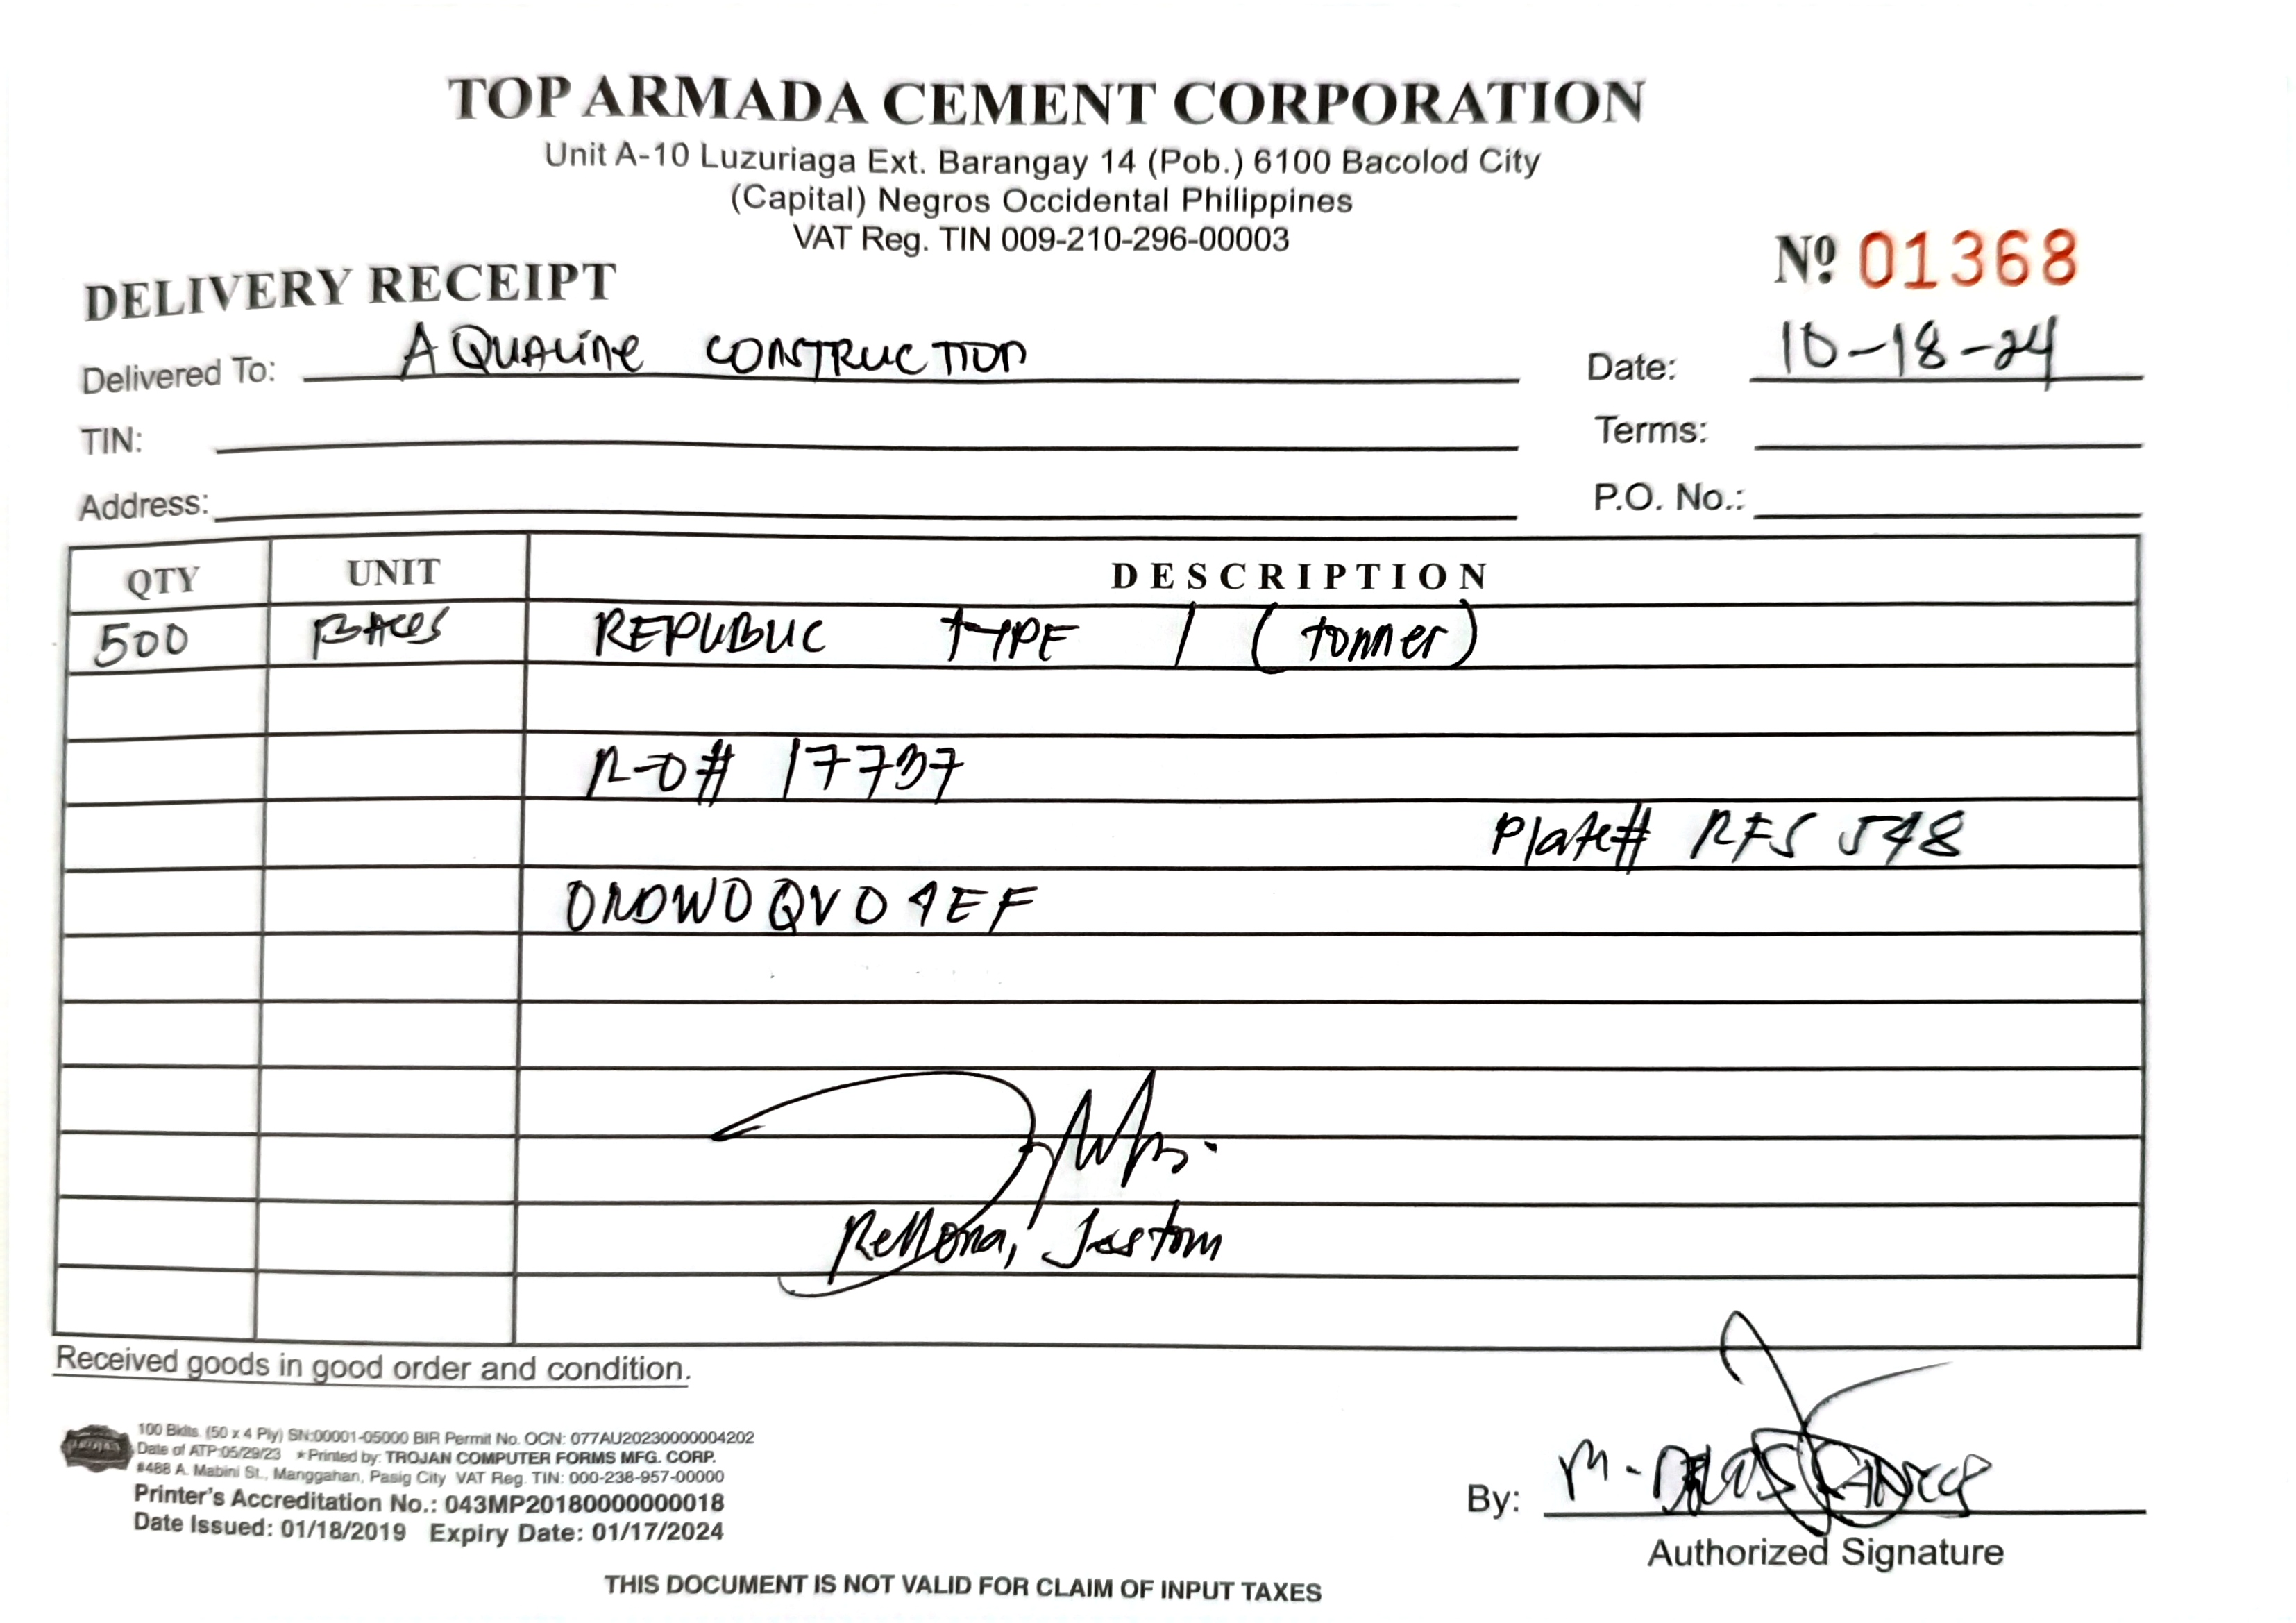 TOP ARMADA CEMENT CORPORATION
Unit A-10 Luzuriaga Ext. Barangay 14 (Pob.) 6100 Bacolod City
(Capital) Negros Occidental Philippines
VAT Reg. TIN 009-210-296-00003
DELIVERY RECEIPT
Nº 01368
Delivered To: AQUALINE CONSTRUCTION
Date: 10-18-24
TIN:
Terms:
Address:
P.O. No.:
QTY UNIT DESCRIPTION
500 BAGS REPUBLIC TYPE 1 (tonner)
R-O# 17737
Plate# RFS 548
Rellona,
Received goods in good order and condition.
100 Bklts. (50 x 4 Ply) SN:00001-05000 BIR Permit No. OCN: 077AU20230000004202
Date of ATP:05/29/23 *Printed by: TROJAN COMPUTER FORMS MFG. CORP.
#488 A. Mabini St., Manggahan, Pasig City VAT Reg. TIN: 000-238-957-00000
Printer's Accreditation No.: 043MP20180000000018
Date Issued: 01/18/2019 Expiry Date: 01/17/2024
By: M.
Authorized Signature
THIS DOCUMENT IS NOT VALID FOR CLAIM OF INPUT TAXES